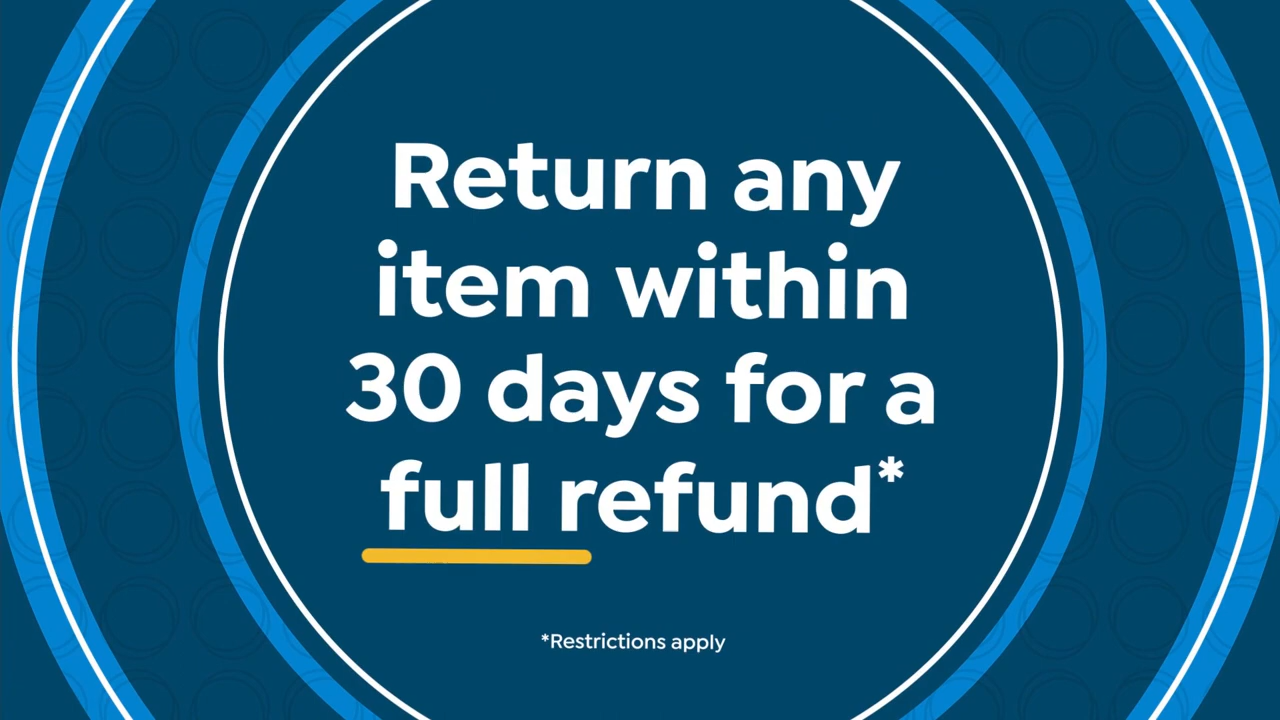 Return any
item within
30 days for a
full refund*
*Restrictions apply